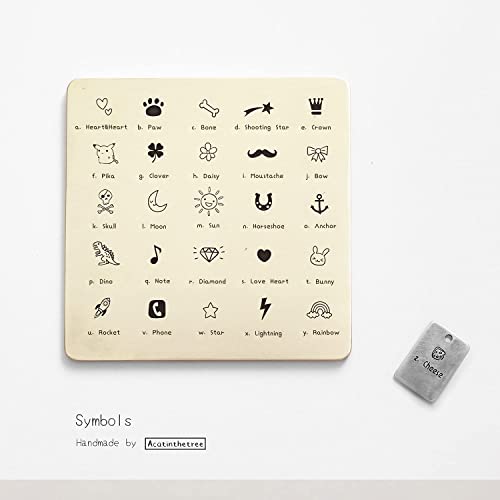 a. Heart&Heart b. Paw c. Bone d. Shooting Star e. Crown
f. Pika g. Clover h. Daisy i. Moustache j. Bow
k. Skull l. Moon m. Sun n. Horseshoe o. Anchor
p. Dino q. Note r. Diamond s. Love Heart t. Bunny
u. Rocket v. Phone w. Star x. Lightning y. Rainbow
z. Cheese
Symbols
Handmade by Acatinthetree